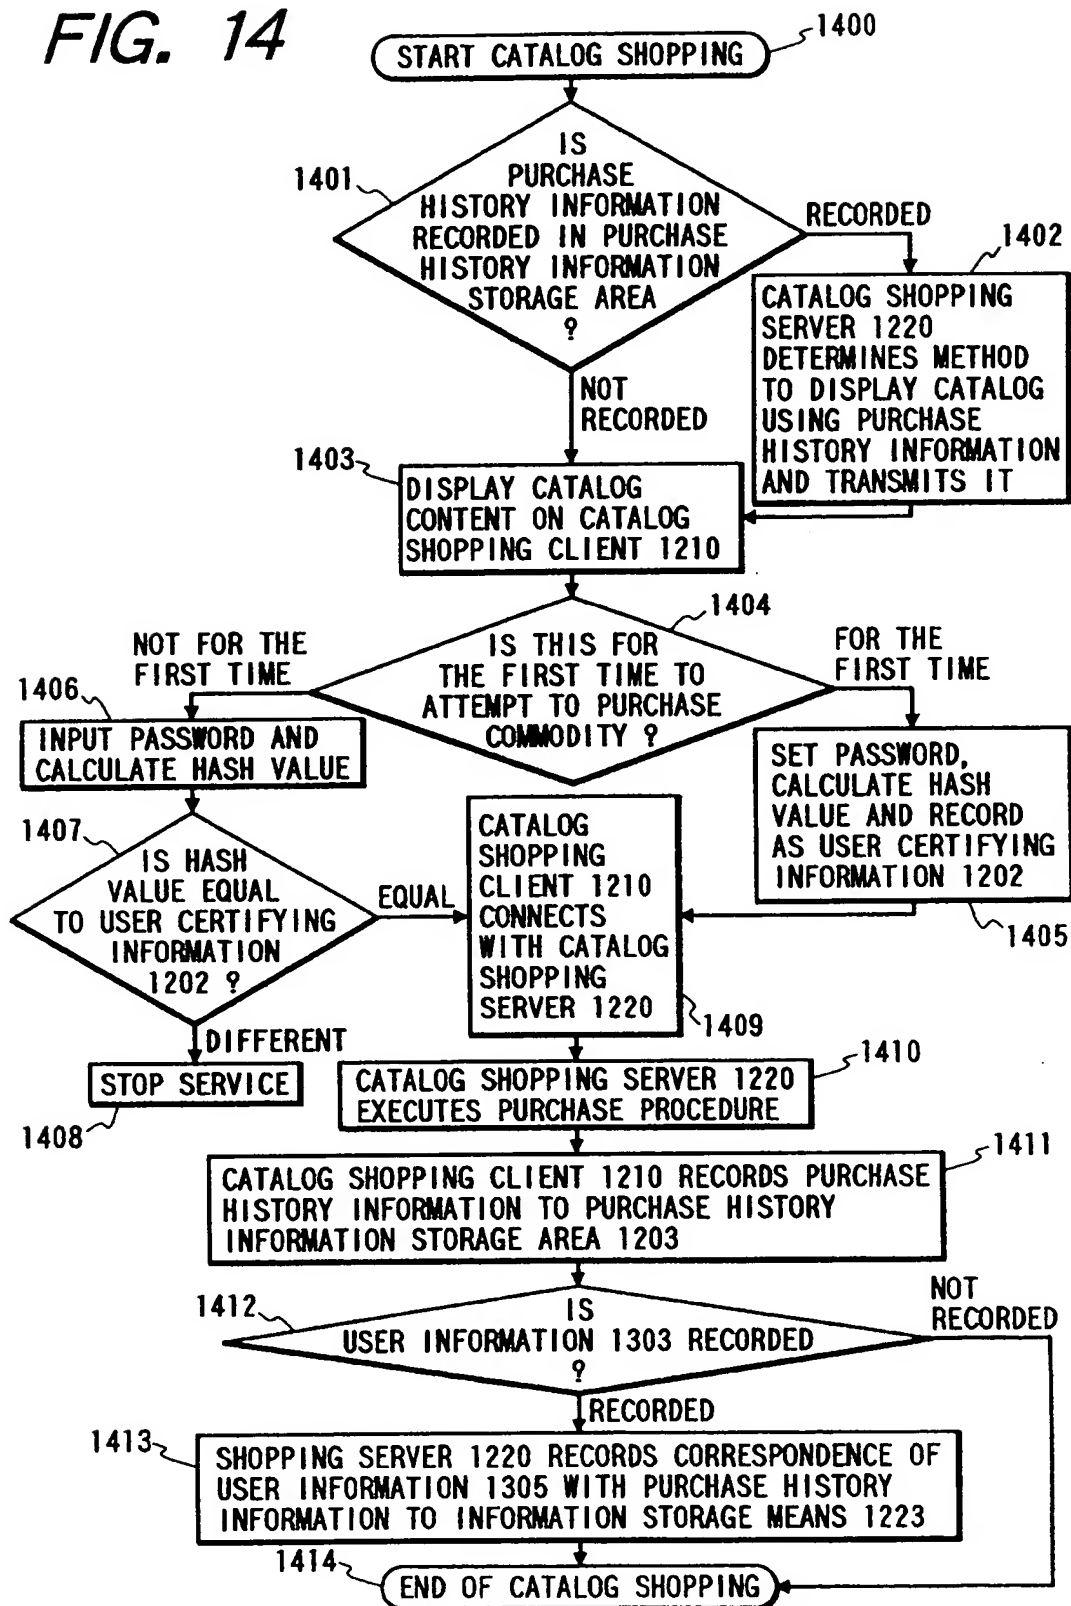 FIG. 14
1400
START CATALOG SHOPPING
1401
IS
PURCHASE
HISTORY INFORMATION
RECORDED IN PURCHASE
HISTORY INFORMATION
STORAGE AREA
?
RECORDED
1402
CATALOG SHOPPING
SERVER 1220
DETERMINES METHOD
TO DISPLAY CATALOG
USING PURCHASE
HISTORY INFORMATION
AND TRANSMITS IT
NOT
RECORDED
1403
DISPLAY CATALOG
CONTENT ON CATALOG
SHOPPING CLIENT 1210
1404
IS THIS FOR
THE FIRST TIME TO
ATTEMPT TO PURCHASE
COMMODITY ?
NOT FOR THE
FIRST TIME
FOR THE
FIRST TIME
1406
INPUT PASSWORD AND
CALCULATE HASH VALUE
SET PASSWORD,
CALCULATE HASH
VALUE AND RECORD
AS USER CERTIFYING
INFORMATION 1202
1405
1407
IS HASH
VALUE EQUAL
TO USER CERTIFYING
INFORMATION
1202 ?
EQUAL
CATALOG
SHOPPING
CLIENT 1210
CONNECTS
WITH CATALOG
SHOPPING
SERVER 1220
1409
DIFFERENT
STOP SERVICE
1408
1410
CATALOG SHOPPING SERVER 1220
EXECUTES PURCHASE PROCEDURE
1411
CATALOG SHOPPING CLIENT 1210 RECORDS PURCHASE
HISTORY INFORMATION TO PURCHASE HISTORY
INFORMATION STORAGE AREA 1203
1412
IS
USER INFORMATION 1303 RECORDED
?
NOT
RECORDED
RECORDED
1413
SHOPPING SERVER 1220 RECORDS CORRESPONDENCE OF
USER INFORMATION 1305 WITH PURCHASE HISTORY
INFORMATION TO INFORMATION STORAGE MEANS 1223
1414
END OF CATALOG SHOPPING